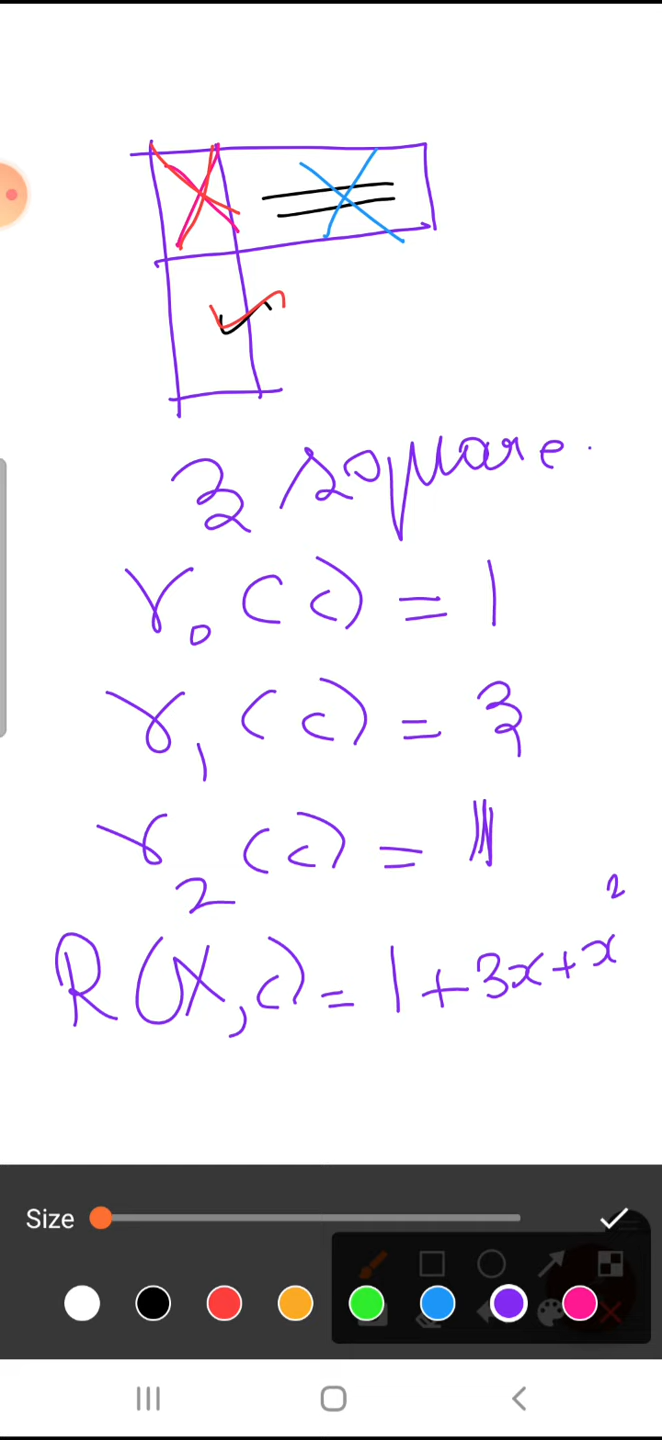 3 square.
r₀(c) = 1
r₁(c) = 3
r₂(c) = 1
R(x, c) = 1 + 3x + x²
Size